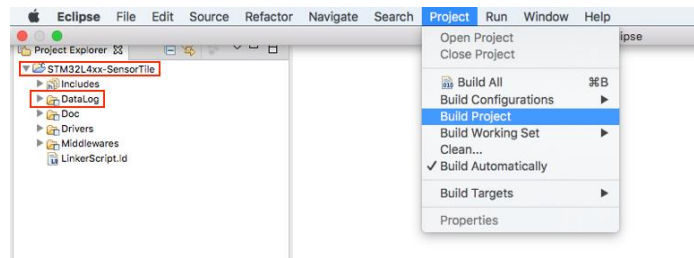 Eclipse File Edit Source Refactor Navigate Search Project Run Window Help
ipse
Project Explorer
STM32L4xx-SensorTile
Includes
DataLog
Doc
Drivers
Middlewares
LinkerScript.ld
Open Project
Close Project
Build All ⌘B
Build Configurations
Build Project
Build Working Set
Clean...
✓ Build Automatically
Build Targets
Properties